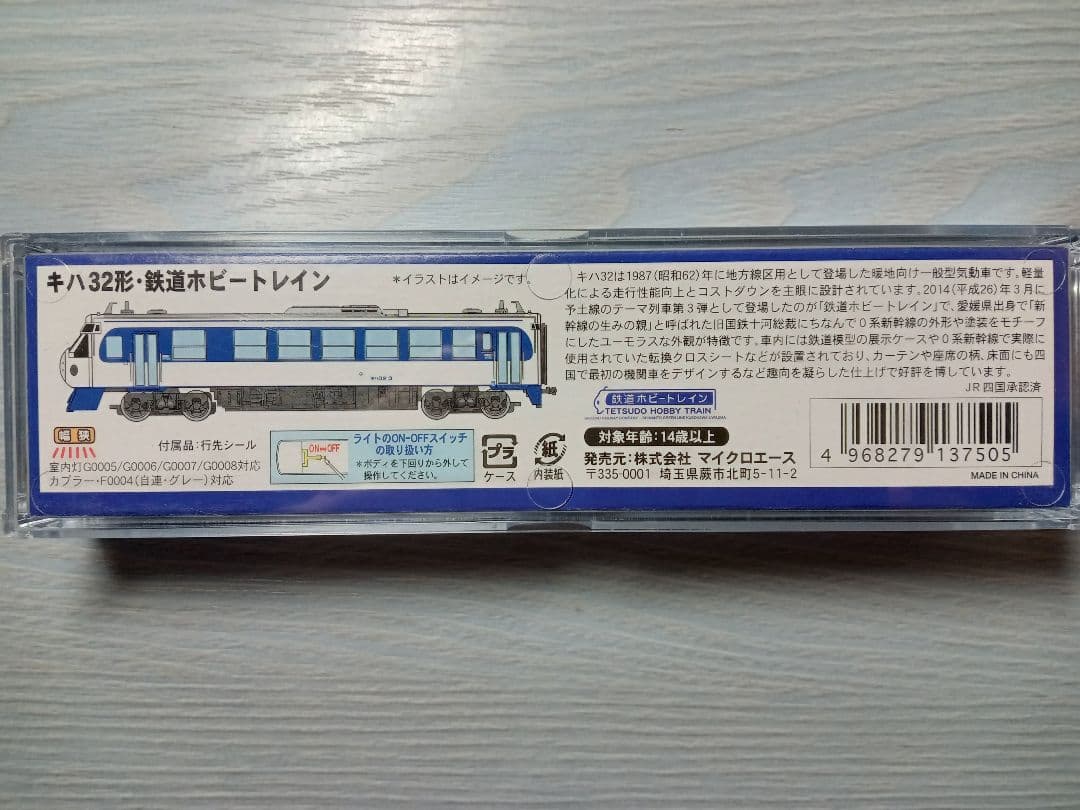 キハ32形・鉄道ホビートレイン
*イラストはイメージです。
キハ32 3
幅狭
付属品:行先シール
室内灯G0005/G0006/G0007/G0008対応
カプラー・F0004(自連・グレー)対応
ON⇔OFF
ライトのON-OFFスイッチ
の取り扱い方
*ボディを下回りから外して
操作してください。
プラ
ケース
紙
内装紙
キハ32は1987(昭和62)年に地方線区用として登場した暖地向け一般型気動車です。軽量
化による走行性能向上とコストダウンを主眼に設計されています。2014(平成26)年3月に
予土線のテーマ列車第3弾として登場したのが「鉄道ホビートレイン」で、愛媛県出身で「新
幹線の生みの親」と呼ばれた旧国鉄十河総裁にちなんで0系新幹線の外形や塗装をモチーフ
にしたユーモラスな外観が特徴です。車内には鉄道模型の展示ケースや0系新幹線で実際に
使用されていた転換クロスシートなどが設置されており、カーテンや座席の柄、床面にも四
国で最初の機関車をデザインするなど趣向を凝らした仕上げで好評を博しています。
JR四国承認済
鉄道ホビートレイン
TETSUDO HOBBY TRAIN
対象年齢:14歳以上
発売元:株式会社 マイクロエース
〒335-0001 埼玉県蕨市北町5-11-2
4 968279 137505
MADE IN CHINA